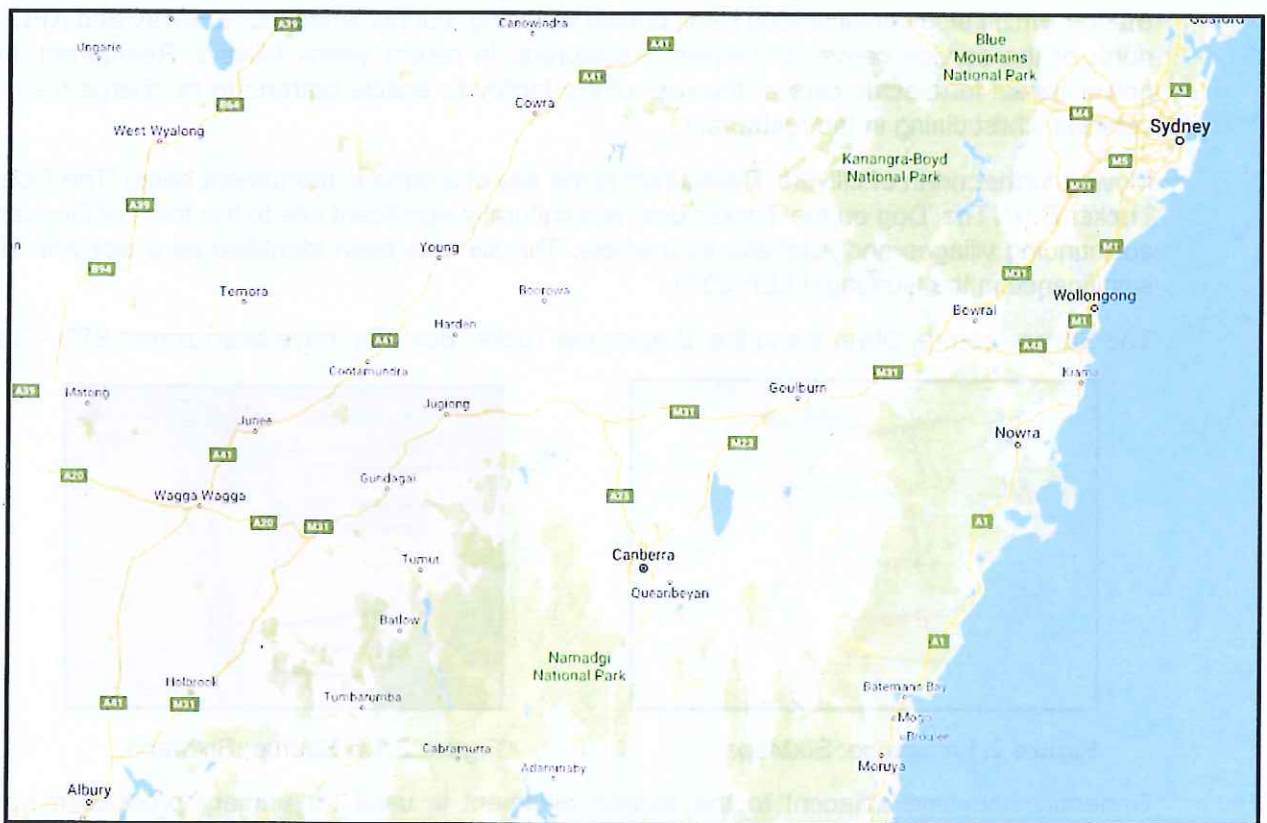 A39
Canowindra
Gosford
Ungarie
A41
Blue
Mountains
National Park
A41
A3
B64
Cowra
M4
West Wyalong
Sydney
Kanangra-Boyd
National Park
M5
M31
A39
Young
M1
B94
M31
Temora
Boorowa
Wollongong
Bowral
Harden
M1
A41
A48
Cootamundra
M31
Kiama
A39
Matong
Goulburn
Jugiong
M31
Junee
Nowra
M23
A41
A20
Gundagai
Wagga Wagga
A25
A20
M31
A1
Canberra
Tumut
Queanbeyan
Batlow
A1
Namadgi
National Park
Holbrook
Batemans Bay
Tumbarumba
A41
M31
Mogo
Broulee
Cabramurra
Moruya
Adaminaby
Albury